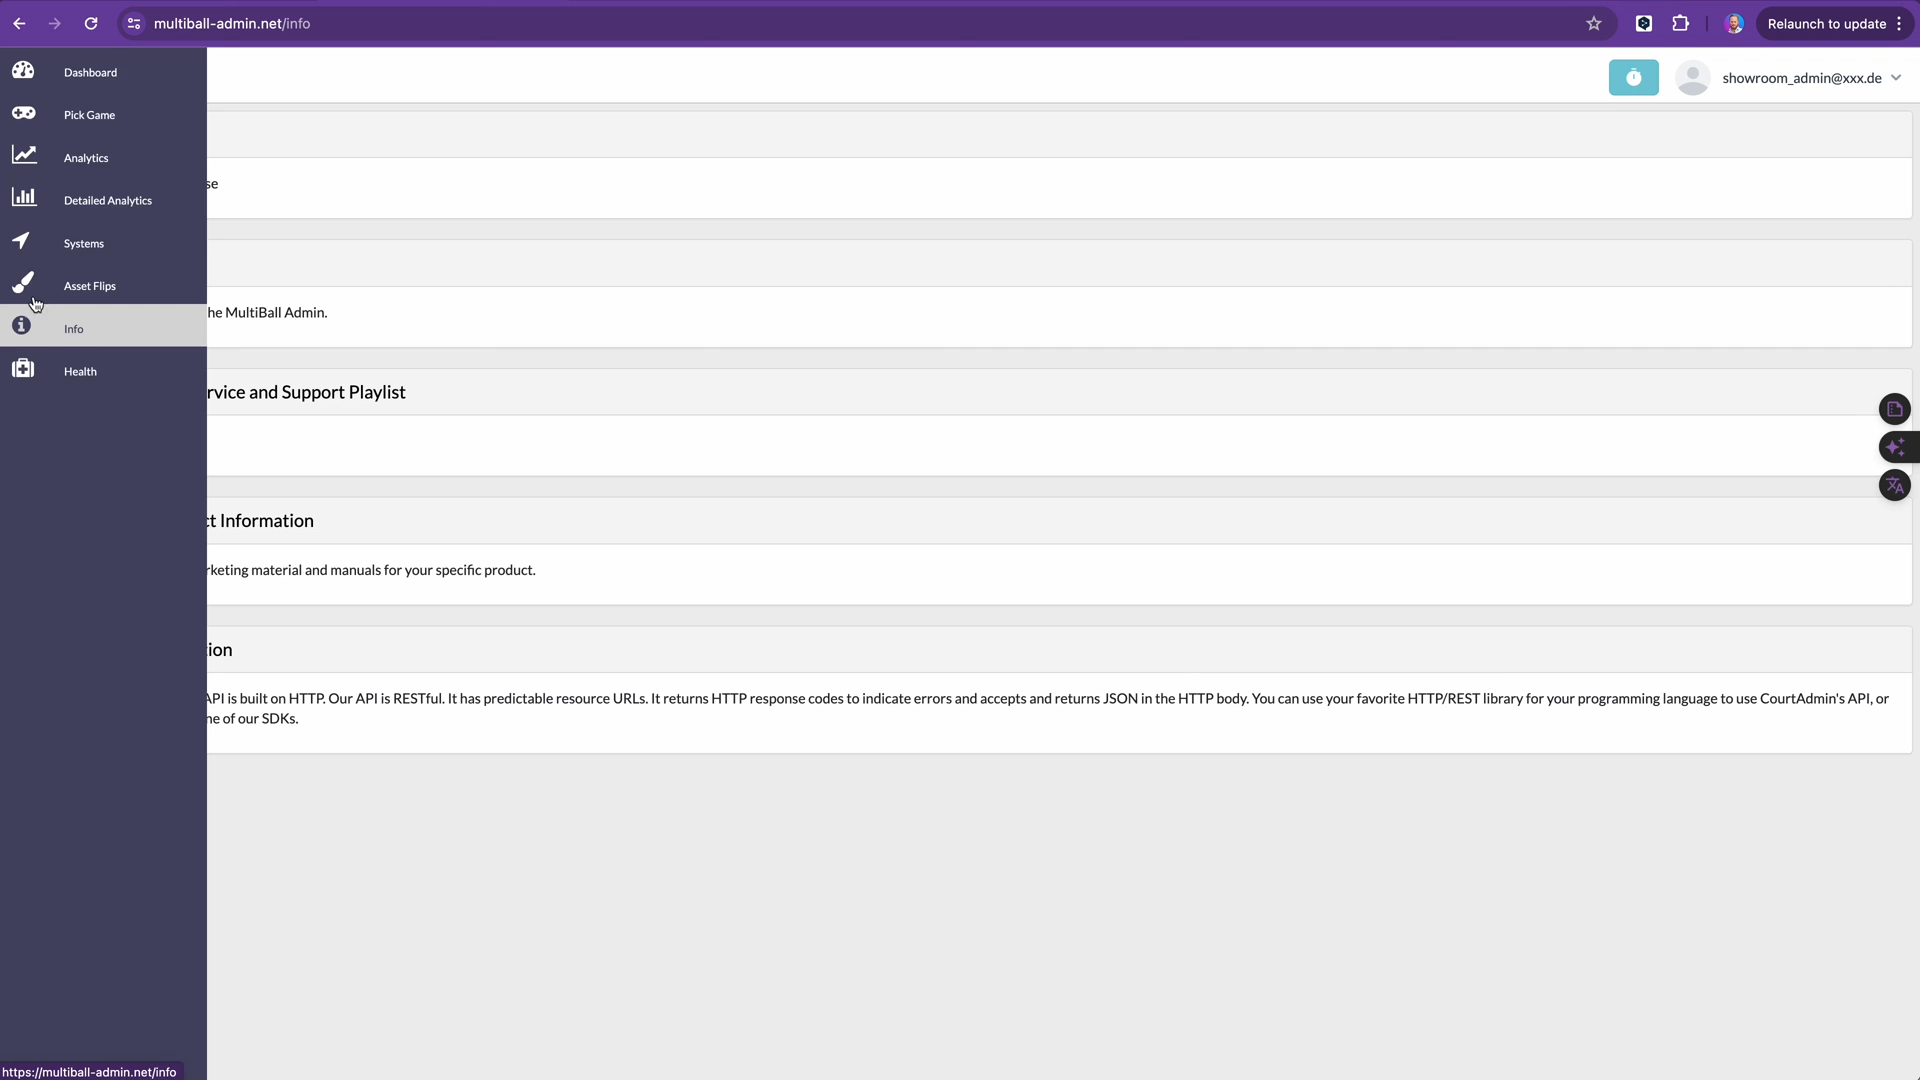 multiball-admin.net/info
Relaunch to update
Dashboard
showroom_admin@xxx.de
Pick Game
Analytics
se
Detailed Analytics
Systems
Asset Flips
he MultiBall Admin.
Info
Health
rvice and Support Playlist
ct Information
rketing material and manuals for your specific product.
tion
API is built on HTTP. Our API is RESTful. It has predictable resource URLs. It returns HTTP response codes to indicate errors and accepts and returns JSON in the HTTP body. You can use your favorite HTTP/REST library for your programming language to use CourtAdmin's API, or
ne of our SDKs.
https://multiball-admin.net/info